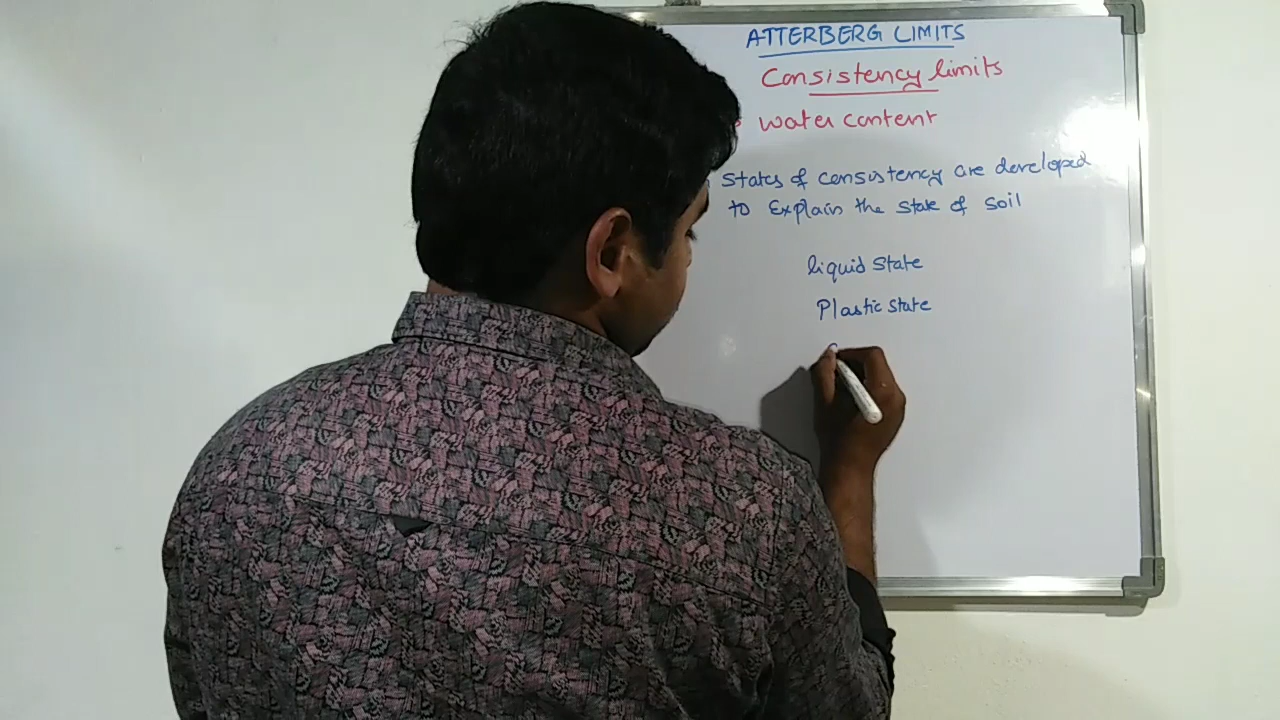 ATTERBERG LIMITS
Consistency limits
water content
States of consistency are developed
to Explain the state of soil
liquid state
Plastic state